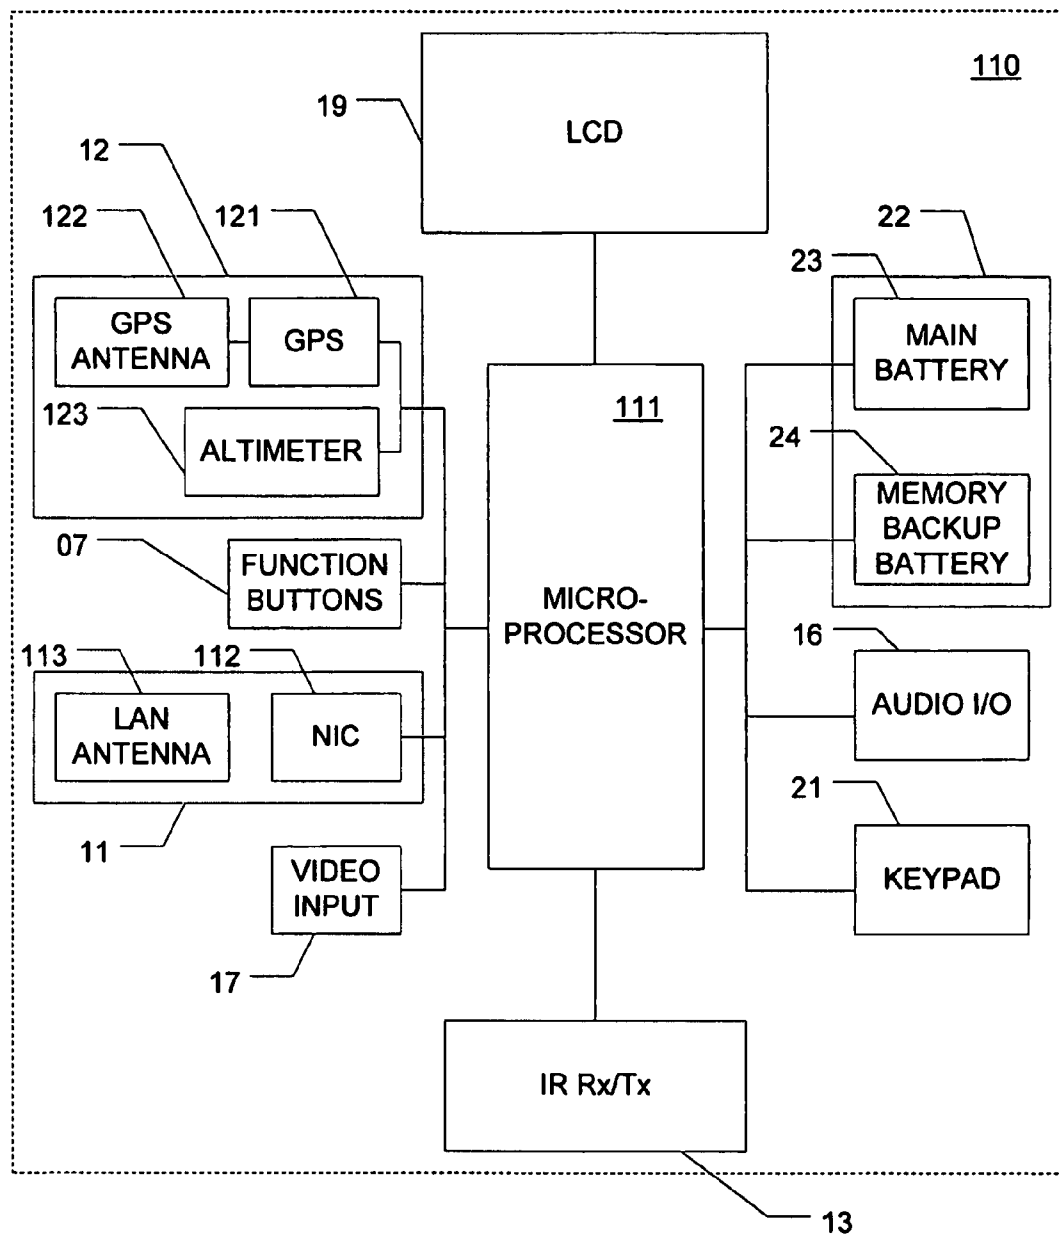 110
19
LCD
12
122
121
22
23
GPS
ANTENNA
GPS
MAIN
BATTERY
123
ALTIMETER
111
24
MEMORY
BACKUP
BATTERY
07
FUNCTION
BUTTONS
MICRO-
PROCESSOR
113
112
16
LAN
ANTENNA
NIC
AUDIO I/O
11
21
VIDEO
INPUT
KEYPAD
17
IR Rx/Tx
13